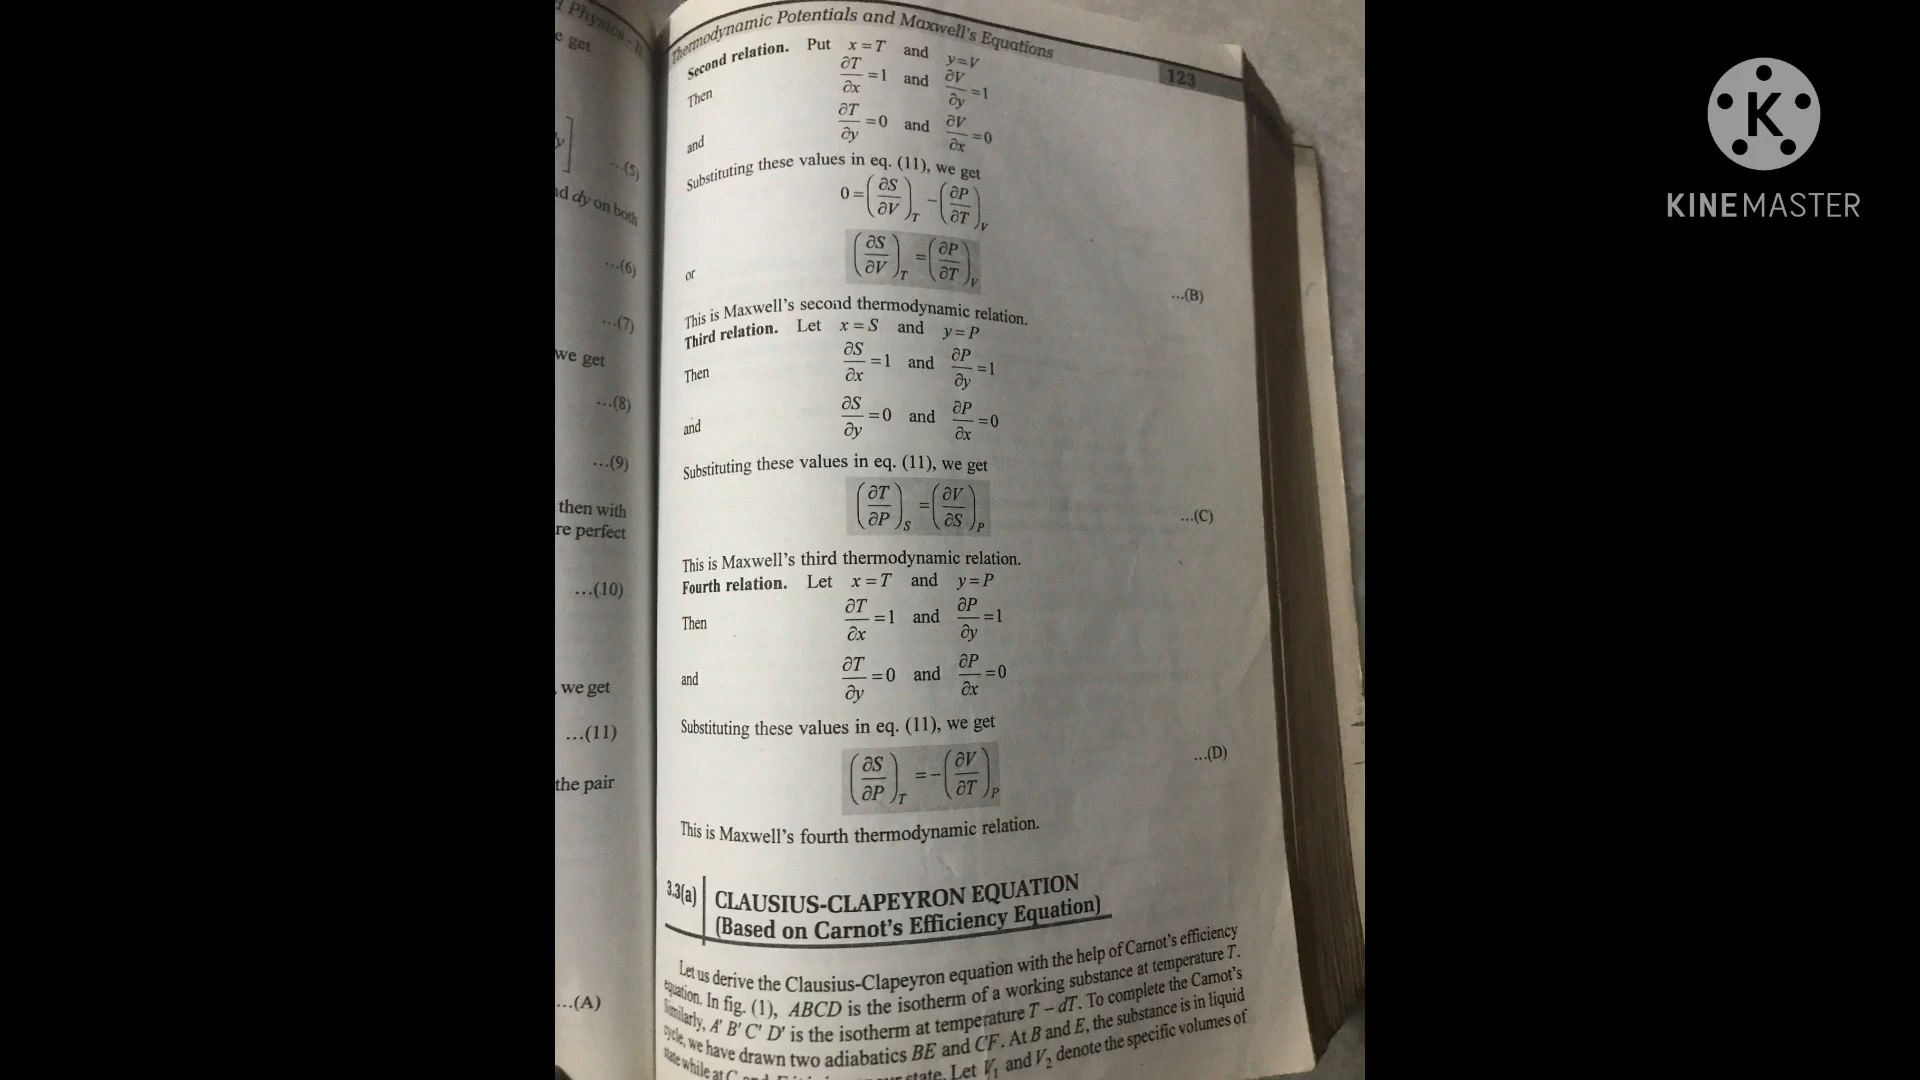 Physics - II
e get
y]
...(5)
nd dy on both
...(6)
...(7)
we get
...(8)
...(9)
then with
re perfect
...(10)
, we get
...(11)
the pair
...(A)
Thermodynamic Potentials and Maxwell's Equations
123
Second relation. Put x = T and y = V
Then ∂T/∂x = 1 and ∂V/∂y = 1
and ∂T/∂y = 0 and ∂V/∂x = 0
Substituting these values in eq. (11), we get
0 = (∂S/∂V)_T − (∂P/∂T)_V
or (∂S/∂V)_T = (∂P/∂T)_V ...(B)
This is Maxwell's second thermodynamic relation.
Third relation. Let x = S and y = P
Then ∂S/∂x = 1 and ∂P/∂y = 1
and ∂S/∂y = 0 and ∂P/∂x = 0
Substituting these values in eq. (11), we get
(∂T/∂P)_S = (∂V/∂S)_P ...(C)
This is Maxwell's third thermodynamic relation.
Fourth relation. Let x = T and y = P
Then ∂T/∂x = 1 and ∂P/∂y = 1
and ∂T/∂y = 0 and ∂P/∂x = 0
Substituting these values in eq. (11), we get
(∂S/∂P)_T = − (∂V/∂T)_P ...(D)
This is Maxwell's fourth thermodynamic relation.
3.3(a) CLAUSIUS-CLAPEYRON EQUATION
(Based on Carnot's Efficiency Equation)
Let us derive the Clausius-Clapeyron equation with the help of Carnot's efficiency
equation. In fig. (1), ABCD is the isotherm of a working substance at temperature T.
Similarly, A' B' C' D' is the isotherm at temperature T − dT. To complete the Carnot's
cycle, we have drawn two adiabatics BE and CF. At B and E, the substance is in liquid
state while at C state. Let V₁ and V₂ denote the specific volumes of
K
KINEMASTER